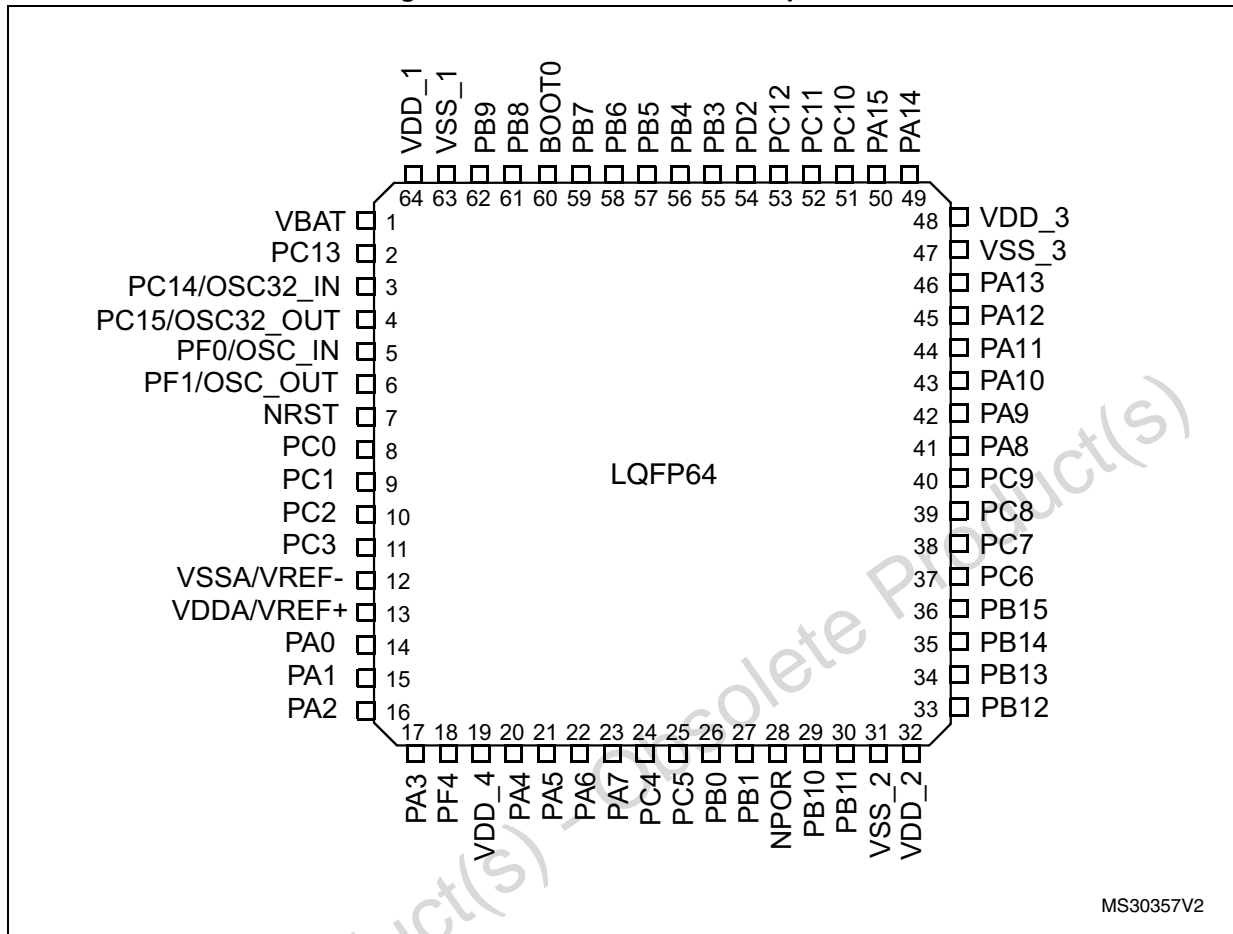 VDD_1
VSS_1
PB9
PB8
BOOT0
PB7
PB6
PB5
PB4
PB3
PD2
PC12
PC11
PC10
PA15
PA14
64 63 62 61 60 59 58 57 56 55 54 53 52 51 50 49
VBAT 1
PC13 2
PC14/OSC32_IN 3
PC15/OSC32_OUT 4
PF0/OSC_IN 5
PF1/OSC_OUT 6
NRST 7
PC0 8
PC1 9
PC2 10
PC3 11
VSSA/VREF- 12
VDDA/VREF+ 13
PA0 14
PA1 15
PA2 16
LQFP64
48 VDD_3
47 VSS_3
46 PA13
45 PA12
44 PA11
43 PA10
42 PA9
41 PA8
40 PC9
39 PC8
38 PC7
37 PC6
36 PB15
35 PB14
34 PB13
33 PB12
17 18 19 20 21 22 23 24 25 26 27 28 29 30 31 32
PA3
PF4
VDD_4
PA4
PA5
PA6
PA7
PC4
PC5
PB0
PB1
NPOR
PB10
PB11
VSS_2
VDD_2
duct(s) - Obsolete Product(s)
MS30357V2